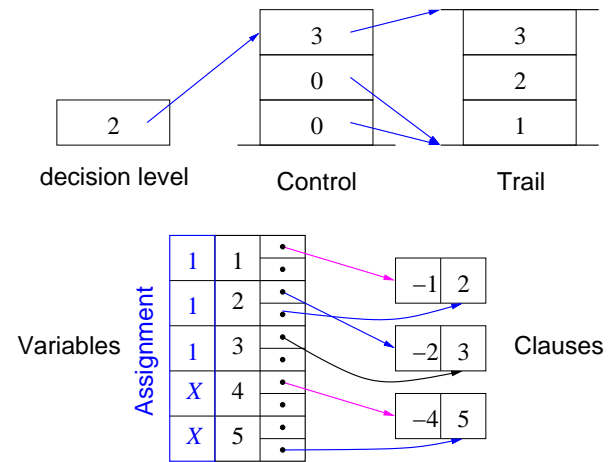 3 3
0 2
2 0 1
decision level Control Trail
1 1
–1 2
1 2
Variables Assignment 1 3 –2 3 Clauses
X 4
–4 5
X 5